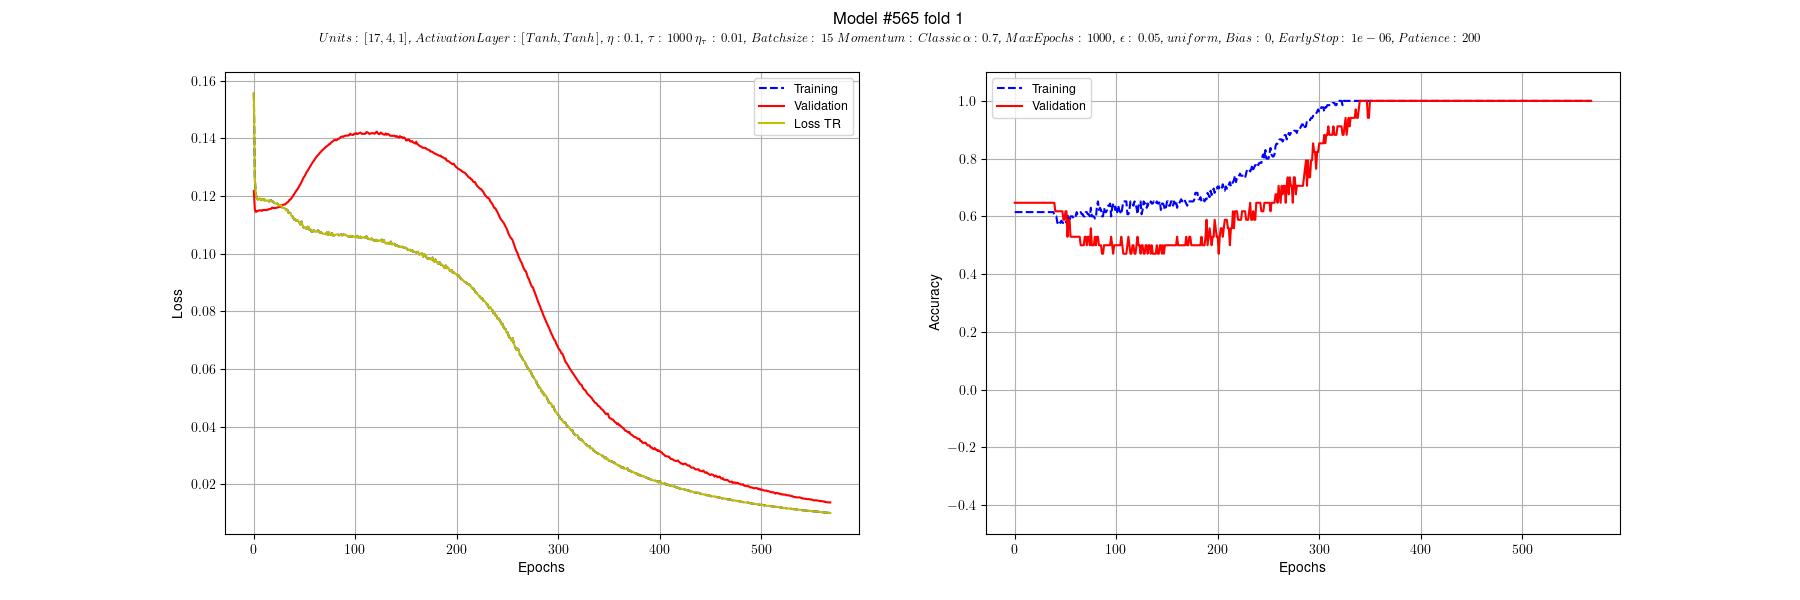 Model #565 fold 1
Units : [17, 4, 1], ActivationLayer : [Tanh, Tanh], η : 0.1, τ : 1000 η_τ : 0.01, Batchsize : 15 Momentum : Classic α : 0.7, MaxEpochs : 1000, ϵ : 0.05, uniform, Bias : 0, EarlyStop : 1e − 06, Patience : 200
0.16
0.14
0.12
0.10
0.08
0.06
0.04
0.02
Loss
Training
Validation
Loss TR
0 100 200 300 400 500
Epochs
1.0
0.8
0.6
0.4
0.2
0.0
−0.2
−0.4
Accuracy
Training
Validation
0 100 200 300 400 500
Epochs